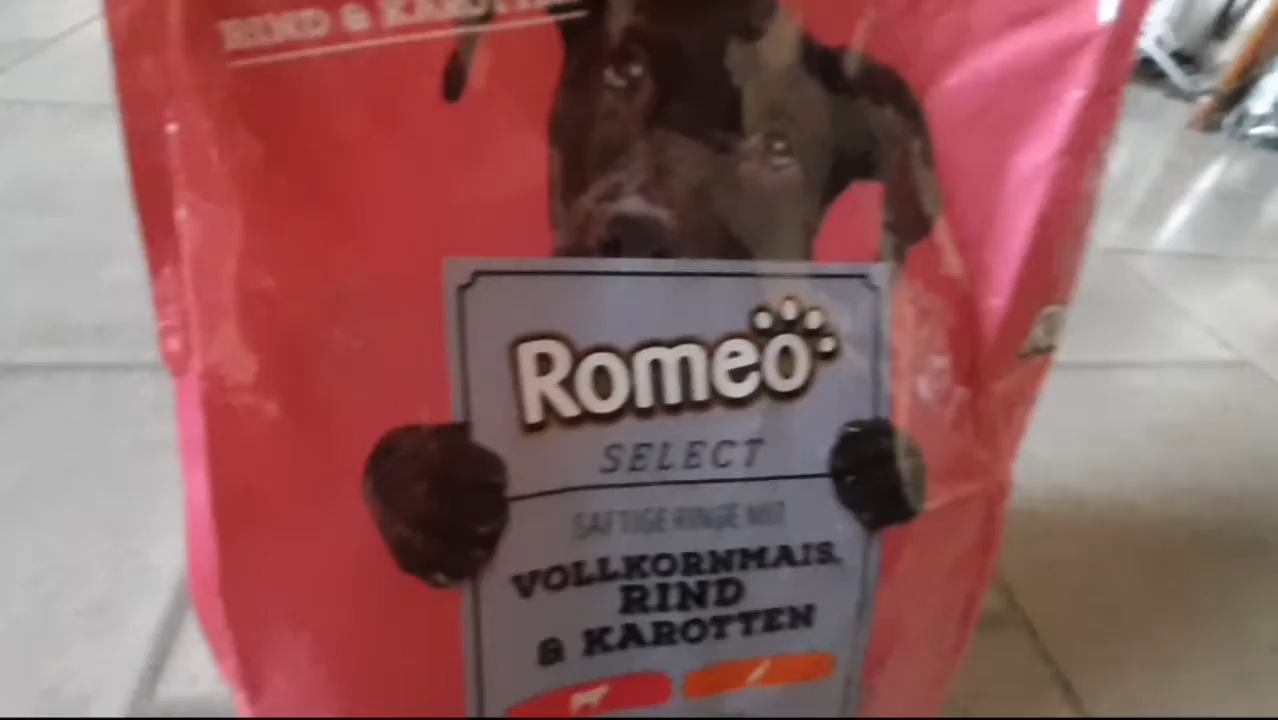 RIND & KAROTTEN
Romeo
SELECT
SAFTIGE RINGE MIT
VOLLKORNMAIS,
RIND
& KAROTTEN